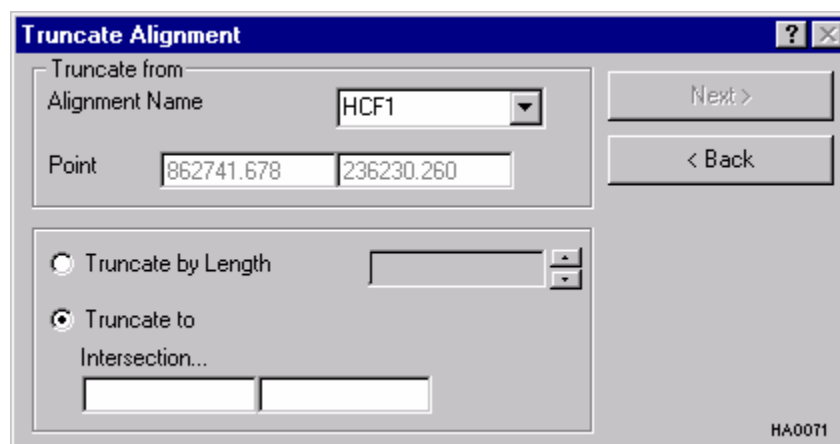 Truncate Alignment ?
Truncate from
Alignment Name HCF1
Next >
Point 862741.678 236230.260
< Back
Truncate by Length
Truncate to
Intersection...
HA0071